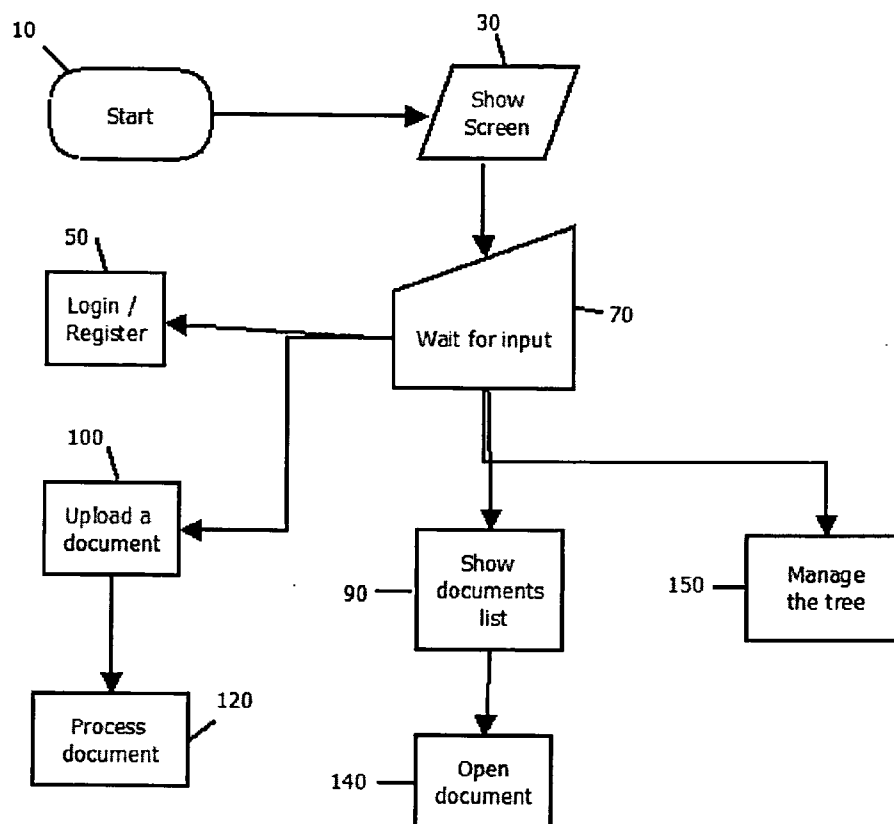 10
Start
30
Show
Screen
50
Login /
Register
Wait for input
70
100
Upload a
document
90
Show
documents
list
150
Manage
the tree
Process
document
120
140
Open
document